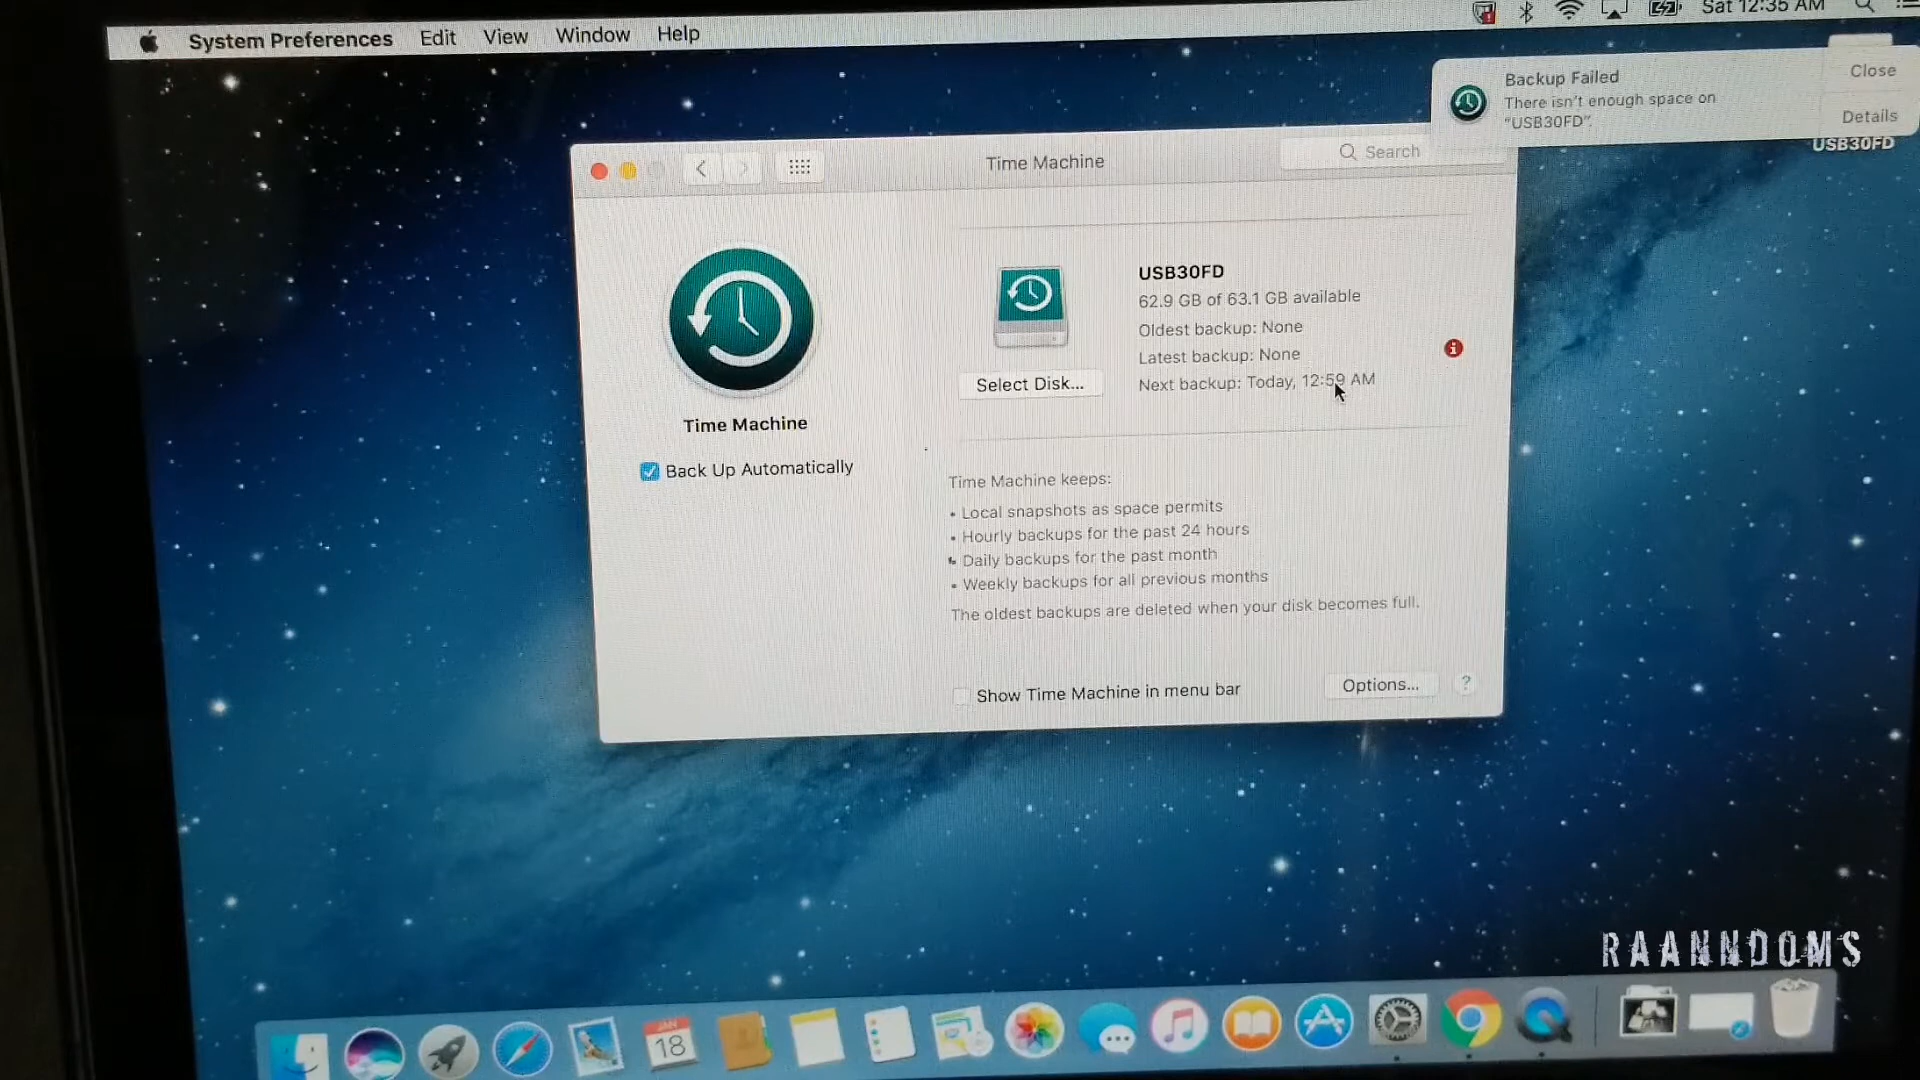 System Preferences Edit View Window Help
Sat 12:35 AM
Backup Failed
There isn't enough space on
"USB30FD".
Close
Details
USB30FD
Time Machine
Search
USB30FD
62.9 GB of 63.1 GB available
Oldest backup: None
Latest backup: None
Next backup: Today, 12:59 AM
Select Disk...
Time Machine
Back Up Automatically
Time Machine keeps:
• Local snapshots as space permits
• Hourly backups for the past 24 hours
• Daily backups for the past month
• Weekly backups for all previous months
The oldest backups are deleted when your disk becomes full.
Show Time Machine in menu bar
Options...
?
RAANNDOMS
JAN
18